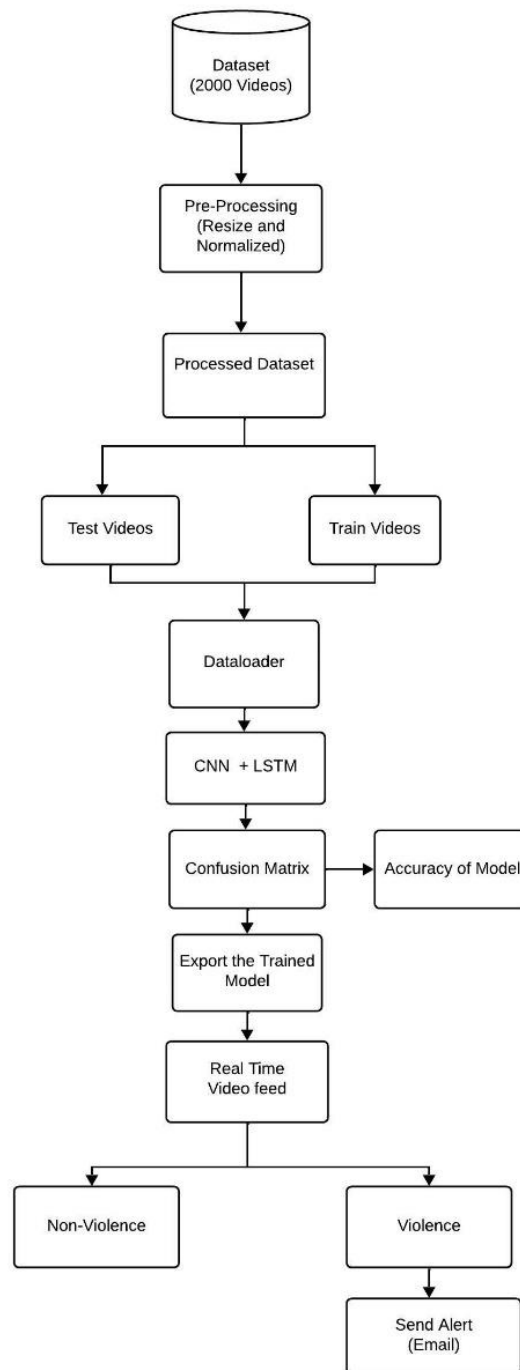 Dataset
(2000 Videos)
Pre-Processing
(Resize and
Normalized)
Processed Dataset
Test Videos
Train Videos
Dataloader
CNN + LSTM
Confusion Matrix
Accuracy of Model
Export the Trained
Model
Real Time
Video feed
Non-Violence
Violence
Send Alert
(Email)